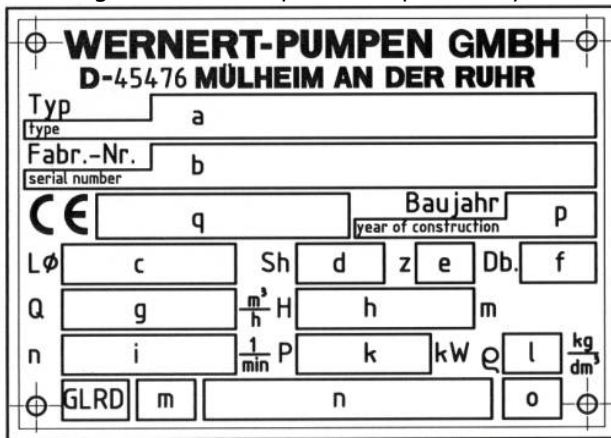 WERNERT-PUMPEN GMBH
D-45476 MÜLHEIM AN DER RUHR
Typ
type
a
Fabr.-Nr.
serial number
b
CE q Baujahr
year of construction
p
LØ c Sh d z e Db. f
Q g m³/h H h m
n i 1/min P k kW ϱ l kg/dm³
GLRD m n o